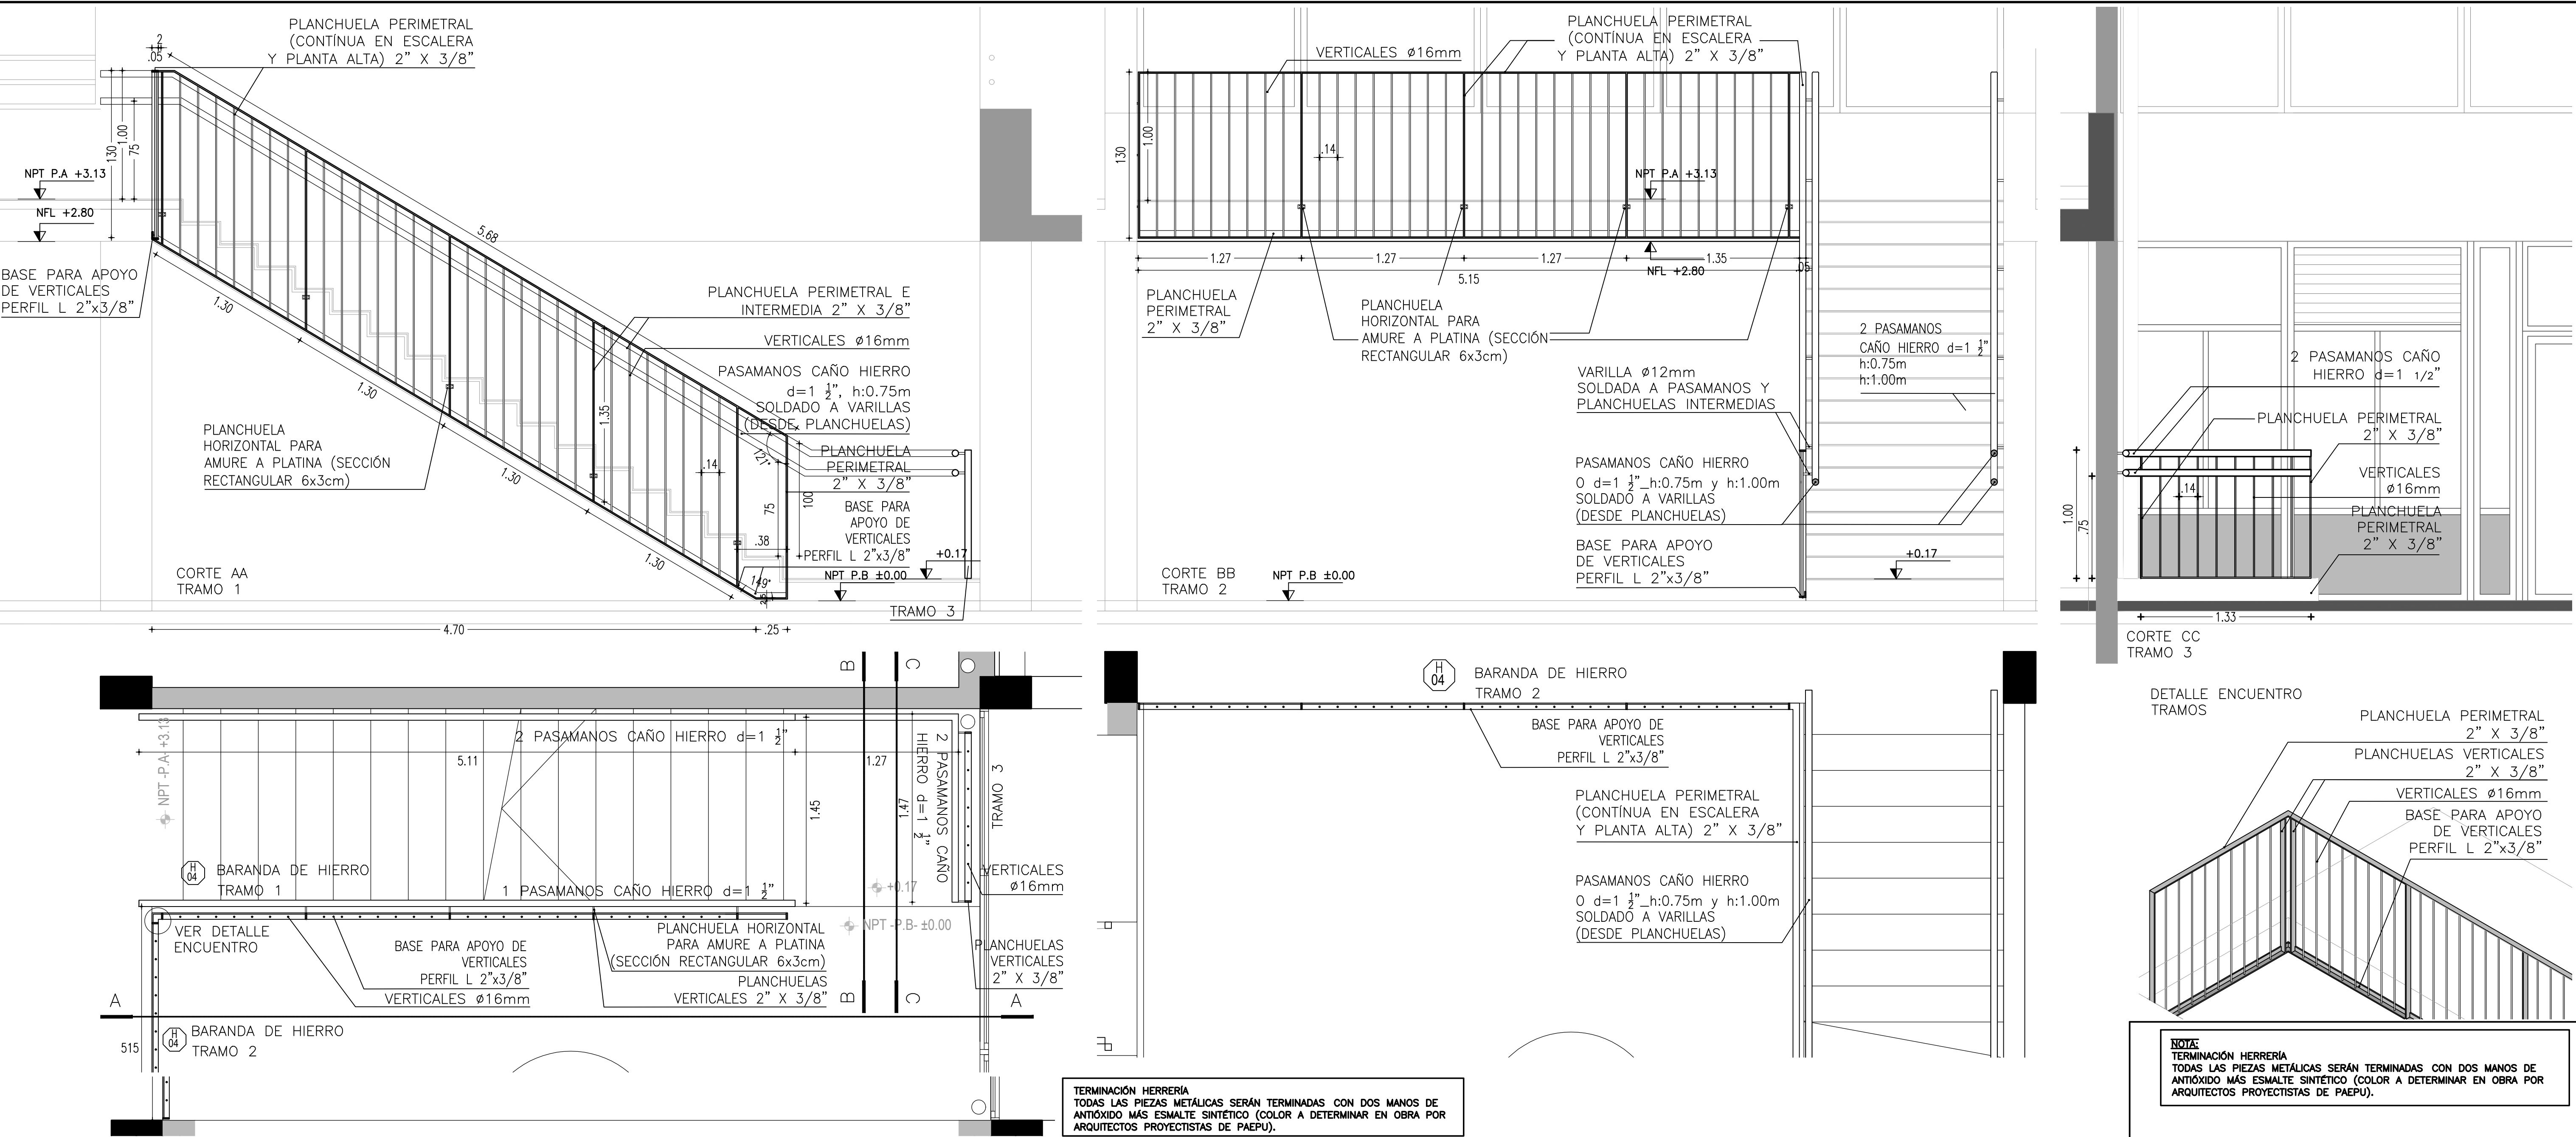 PLANCHUELA PERIMETRAL
(CONTÍNUA EN ESCALERA
Y PLANTA ALTA) 2” X 3/8”
2
.05
130
1.00
75
NPT P.A +3.13
NFL +2.80
BASE PARA APOYO
DE VERTICALES
PERFIL L 2”x3/8”
5.68
1.30
1.30
1.30
1.30
PLANCHUELA PERIMETRAL E
INTERMEDIA 2” X 3/8”
VERTICALES ø16mm
PASAMANOS CAÑO HIERRO
d=1 ½”, h:0.75m
SOLDADO A VARILLAS
(DESDE PLANCHUELAS)
1.35
PLANCHUELA
HORIZONTAL PARA
AMURE A PLATINA (SECCIÓN
RECTANGULAR 6x3cm)
PLANCHUELA
PERIMETRAL
2” X 3/8”
121°
.14
75
100
.38
149°
BASE PARA
APOYO DE
VERTICALES
PERFIL L 2”x3/8”
+0.17
NPT P.B ±0.00
TRAMO 3
CORTE AA
TRAMO 1
4.70
.25
PLANCHUELA PERIMETRAL
(CONTÍNUA EN ESCALERA
Y PLANTA ALTA) 2” X 3/8”
VERTICALES ø16mm
130
1.00
.14
NPT P.A +3.13
1.27
1.27
1.27
1.35
.05
NFL +2.80
5.15
PLANCHUELA
PERIMETRAL
2” X 3/8”
PLANCHUELA
HORIZONTAL PARA
AMURE A PLATINA (SECCIÓN
RECTANGULAR 6x3cm)
2 PASAMANOS
CAÑO HIERRO d=1 ½”
h:0.75m
h:1.00m
VARILLA ø12mm
SOLDADA A PASAMANOS Y
PLANCHUELAS INTERMEDIAS
PASAMANOS CAÑO HIERRO
O d=1 ½”_h:0.75m y h:1.00m
SOLDADO A VARILLAS
(DESDE PLANCHUELAS)
BASE PARA APOYO
DE VERTICALES
PERFIL L 2”x3/8”
+0.17
CORTE BB
TRAMO 2
NPT P.B ±0.00
2 PASAMANOS CAÑO
HIERRO d=1 1/2”
PLANCHUELA PERIMETRAL
2” X 3/8”
VERTICALES
ø16mm
PLANCHUELA
PERIMETRAL
2” X 3/8”
.14
1.00
.75
1.33
CORTE CC
TRAMO 3
B
C
NPT -P.A- +3.13
2 PASAMANOS CAÑO HIERRO d=1 ½”
5.11
1.27
1.45
1.47
2 PASAMANOS CAÑO
HIERRO d=1 ½”
TRAMO 3
H
04
BARANDA DE HIERRO
TRAMO 1
1 PASAMANOS CAÑO HIERRO d=1 ½”
+0.17
VERTICALES
ø16mm
VER DETALLE
ENCUENTRO
BASE PARA APOYO DE
VERTICALES
PERFIL L 2”x3/8”
VERTICALES ø16mm
PLANCHUELA HORIZONTAL
PARA AMURE A PLATINA
(SECCIÓN RECTANGULAR 6x3cm)
PLANCHUELAS
VERTICALES 2” X 3/8”
NPT -P.B- ±0.00
PLANCHUELAS
VERTICALES
2” X 3/8”
B
C
A
A
H
04
BARANDA DE HIERRO
TRAMO 2
515
H
04
BARANDA DE HIERRO
TRAMO 2
BASE PARA APOYO DE
VERTICALES
PERFIL L 2”x3/8”
PLANCHUELA PERIMETRAL
(CONTÍNUA EN ESCALERA
Y PLANTA ALTA) 2” X 3/8”
PASAMANOS CAÑO HIERRO
O d=1 ½”_h:0.75m y h:1.00m
SOLDADO A VARILLAS
(DESDE PLANCHUELAS)
TERMINACIÓN HERRERÍA
TODAS LAS PIEZAS METÁLICAS SERÁN TERMINADAS CON DOS MANOS DE
ANTIÓXIDO MÁS ESMALTE SINTÉTICO (COLOR A DETERMINAR EN OBRA POR
ARQUITECTOS PROYECTISTAS DE PAEPU).
DETALLE ENCUENTRO
TRAMOS
PLANCHUELA PERIMETRAL
2” X 3/8”
PLANCHUELAS VERTICALES
2” X 3/8”
VERTICALES ø16mm
BASE PARA APOYO
DE VERTICALES
PERFIL L 2”x3/8”
NOTA:
TERMINACIÓN HERRERÍA
TODAS LAS PIEZAS METÁLICAS SERÁN TERMINADAS CON DOS MANOS DE
ANTIÓXIDO MÁS ESMALTE SINTÉTICO (COLOR A DETERMINAR EN OBRA POR
ARQUITECTOS PROYECTISTAS DE PAEPU).